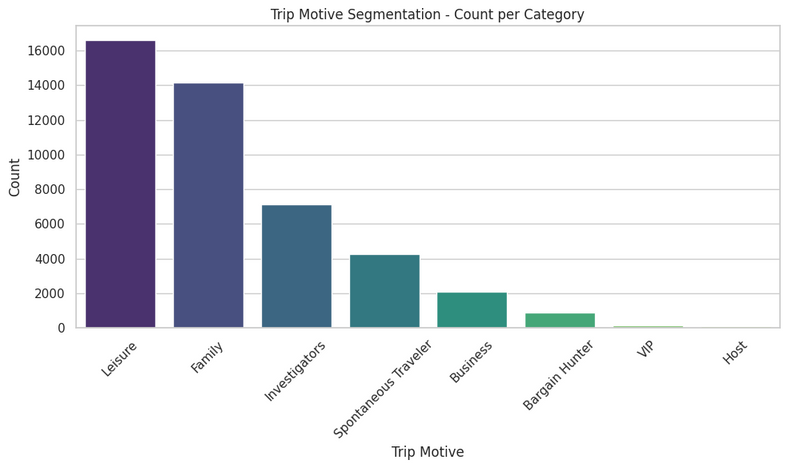 Trip Motive Segmentation - Count per Category
Count
16000
14000
12000
10000
8000
6000
4000
2000
0
Leisure
Family
Investigators
Spontaneous Traveler
Business
Bargain Hunter
VIP
Host
Trip Motive